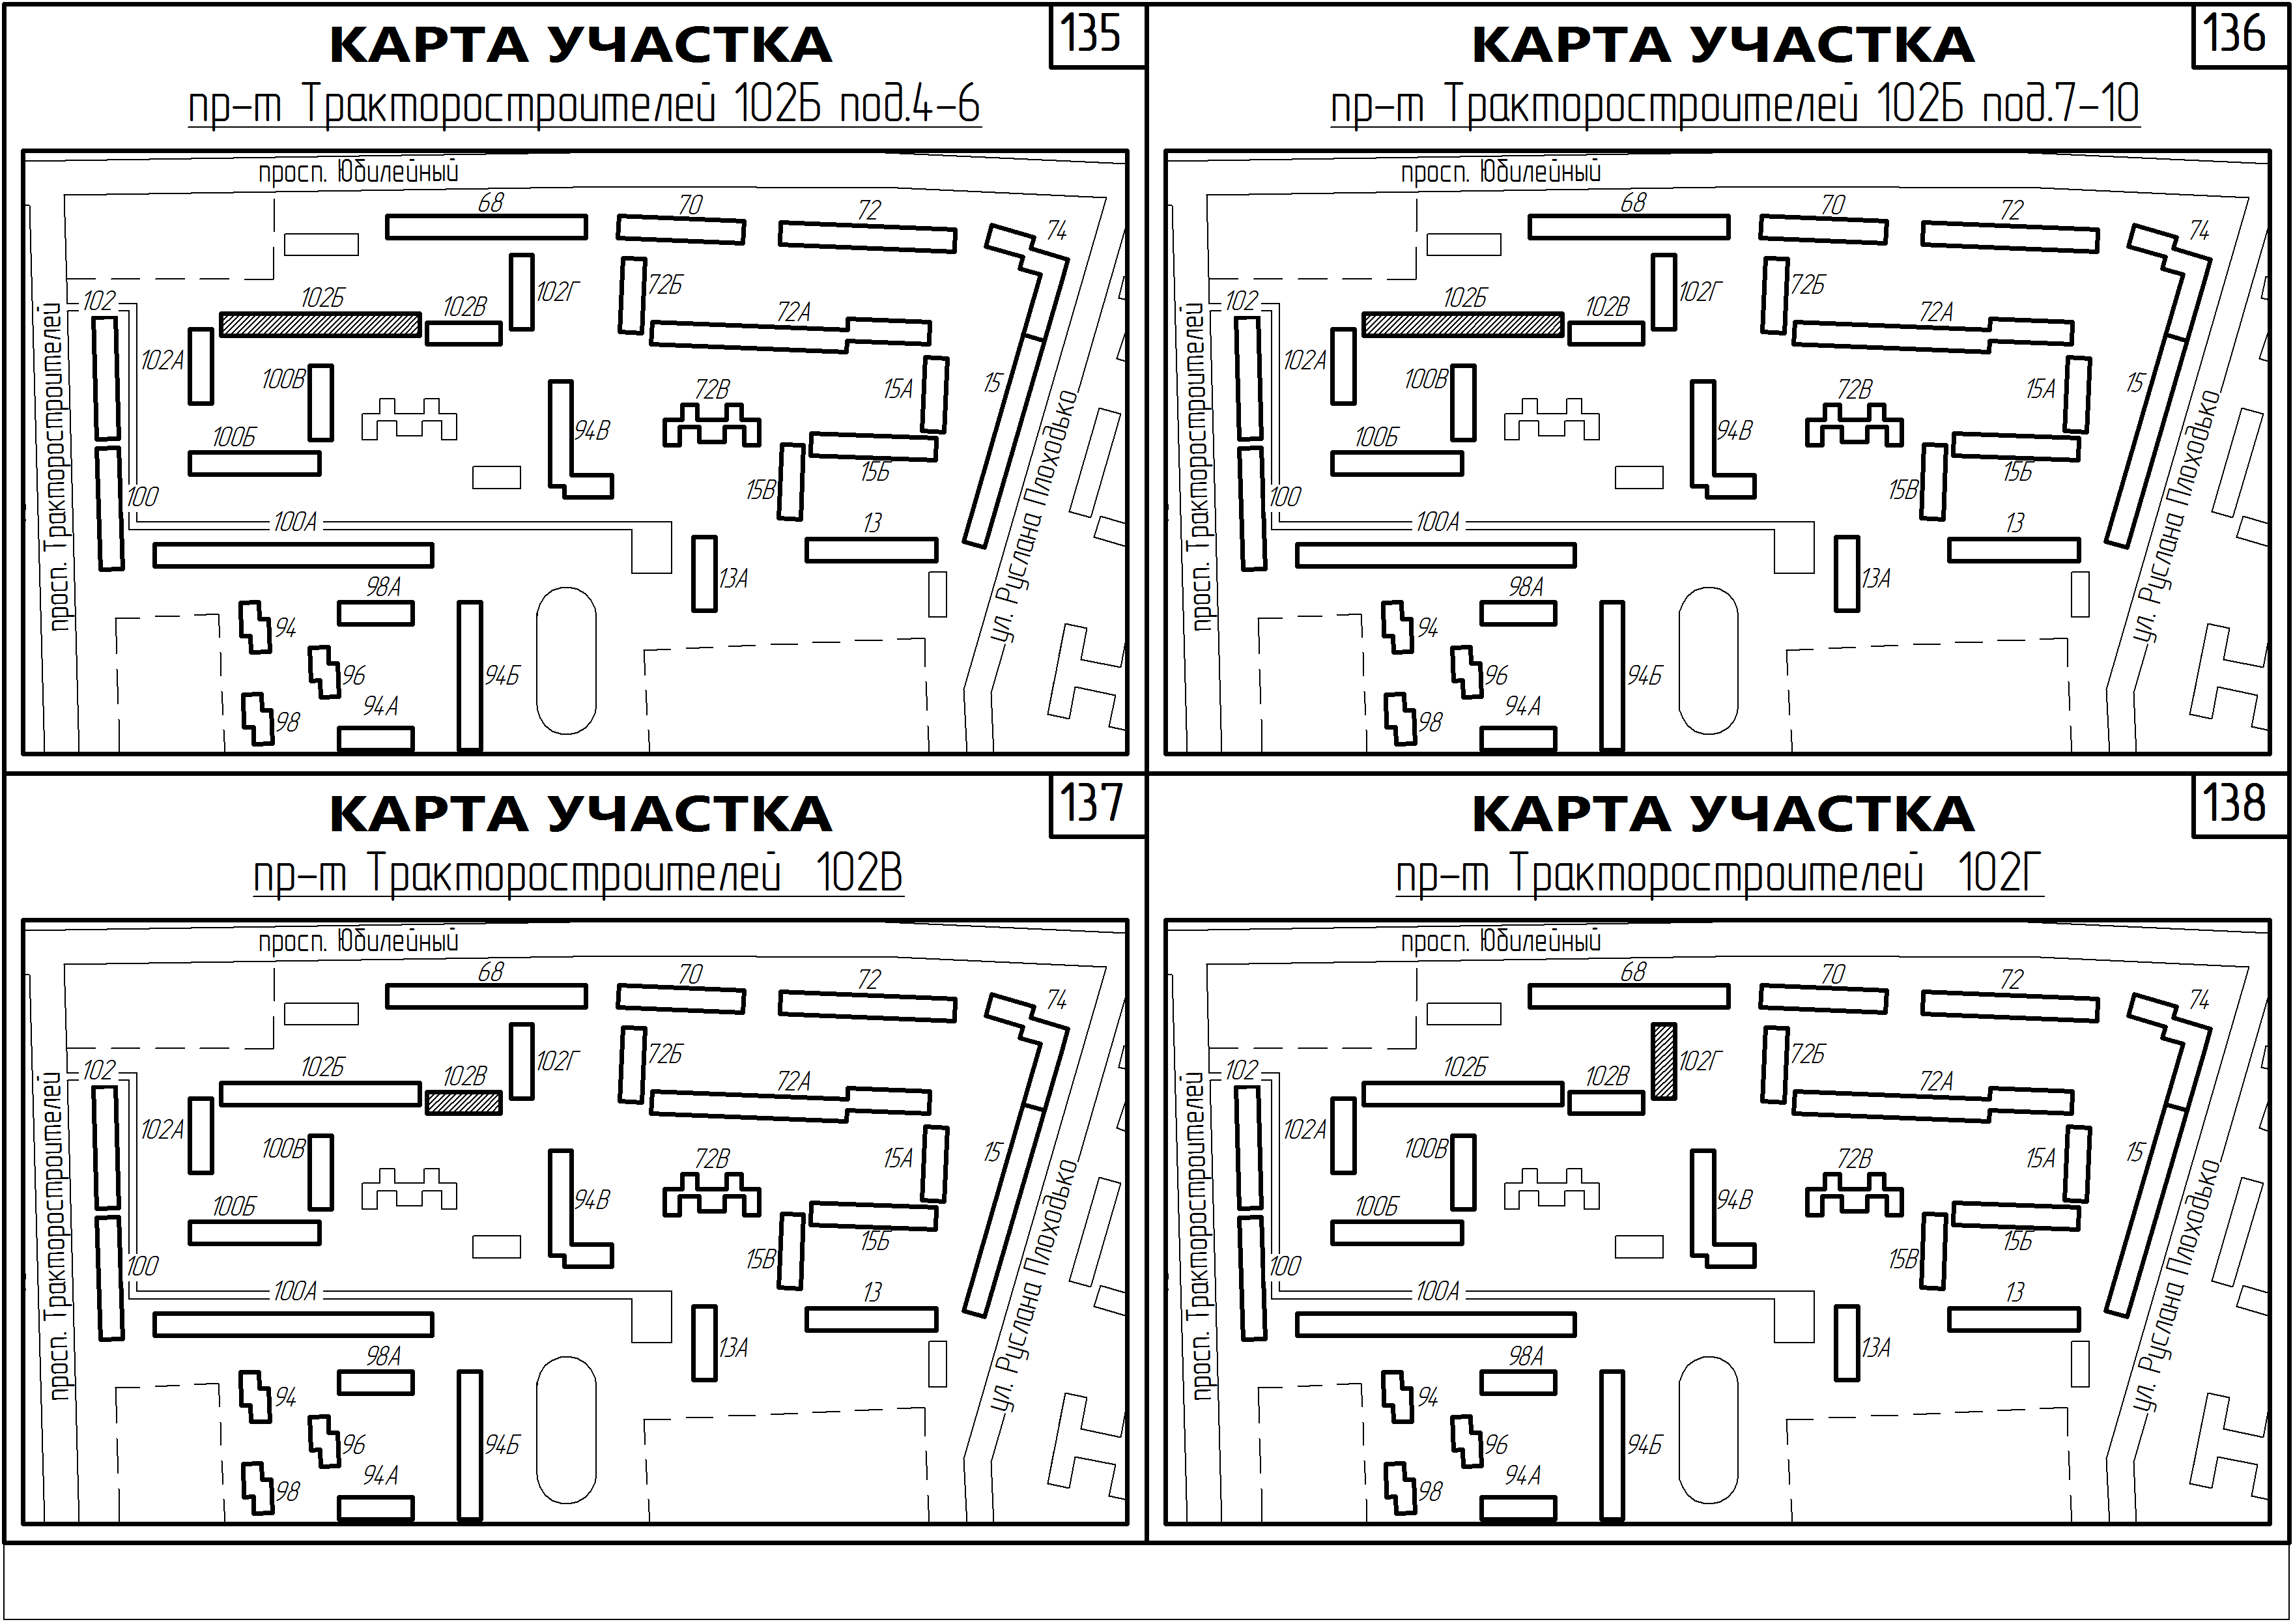 135
КАРТА УЧАСТКА
пр-т Тракторостроителей 102Б под.4-6
просп. Юбилейный
68
70
72
74
102
102Б
102В
102Г
72Б
72А
102А
100В
72В
15А
15
100Б
94В
15В
15Б
100
100А
13
98А
13А
94
96
94Б
94А
98
просп. Тракторостроителей
ул. Руслана Плоходько
136
КАРТА УЧАСТКА
пр-т Тракторостроителей 102Б под.7-10
просп. Юбилейный
68
70
72
74
102
102Б
102В
102Г
72Б
72А
102А
100В
72В
15А
15
100Б
94В
15В
15Б
100
100А
13
98А
13А
94
96
94Б
94А
98
просп. Тракторостроителей
ул. Руслана Плоходько
137
КАРТА УЧАСТКА
пр-т Тракторостроителей 102В
просп. Юбилейный
68
70
72
74
102
102Б
102В
102Г
72Б
72А
102А
100В
72В
15А
15
100Б
94В
15В
15Б
100
100А
13
98А
13А
94
96
94Б
94А
98
просп. Тракторостроителей
ул. Руслана Плоходько
138
КАРТА УЧАСТКА
пр-т Тракторостроителей 102Г
просп. Юбилейный
68
70
72
74
102
102Б
102В
102Г
72Б
72А
102А
100В
72В
15А
15
100Б
94В
15В
15Б
100
100А
13
98А
13А
94
96
94Б
94А
98
просп. Тракторостроителей
ул. Руслана Плоходько